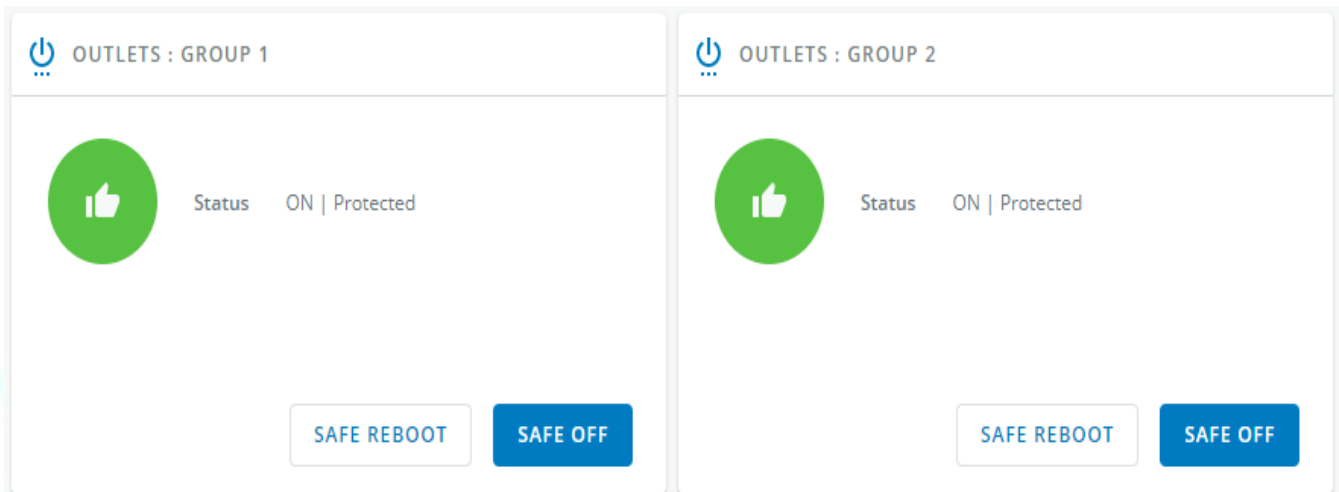 OUTLETS : GROUP 1
Status ON | Protected
SAFE REBOOT SAFE OFF
OUTLETS : GROUP 2
Status ON | Protected
SAFE REBOOT SAFE OFF